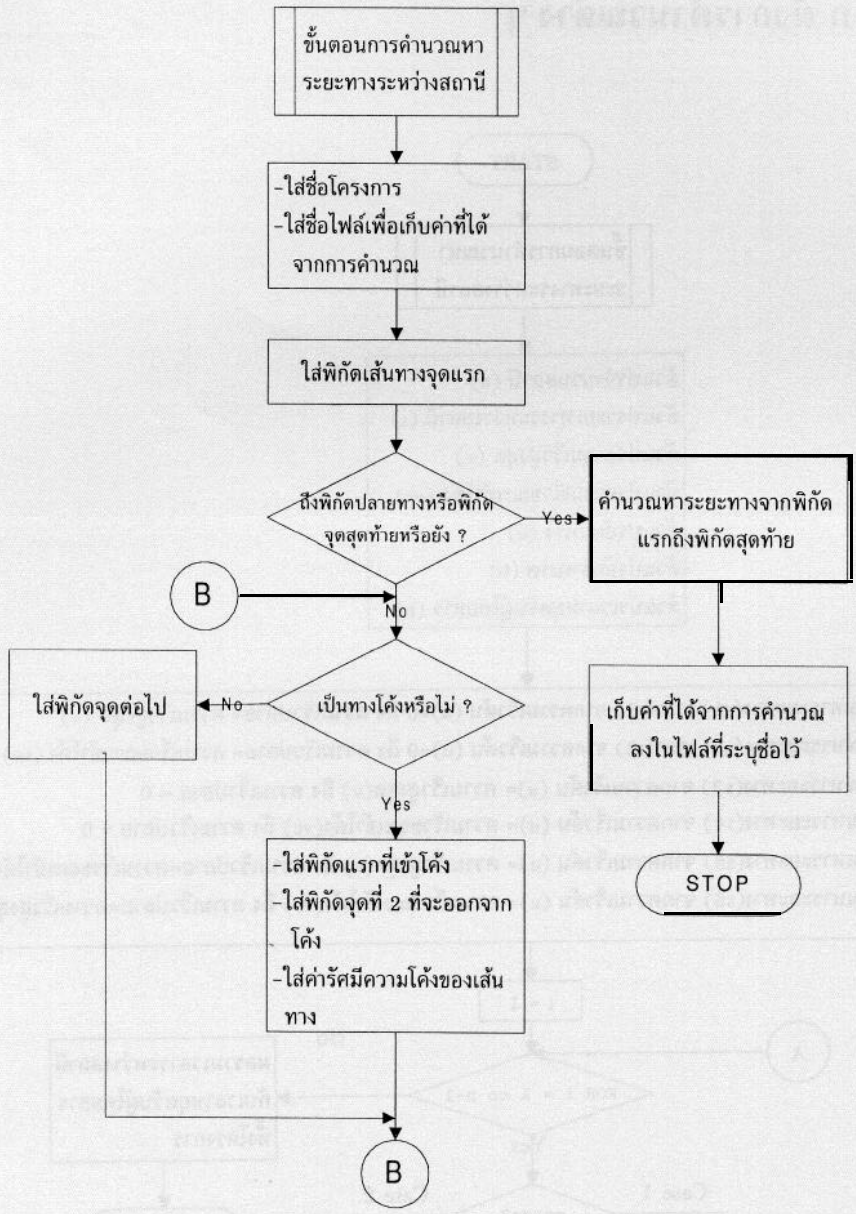 ขั้นตอนการคำนวณหา
ระยะทางระหว่างสถานี
-ใส่ชื่อโครงการ
-ใส่ชื่อไฟล์เพื่อเก็บค่าที่ได้
จากการคำนวณ
ใส่พิกัดเส้นทางจุดแรก
ถึงพิกัดปลายทางหรือพิกัด
จุดสุดท้ายหรือยัง ?
Yes
คำนวณหาระยะทางจากพิกัด
แรกถึงพิกัดสุดท้าย
B
No
ใส่พิกัดจุดต่อไป
No
เป็นทางโค้งหรือไม่ ?
เก็บค่าที่ได้จากการคำนวณ
ลงในไฟล์ที่ระบุชื่อไว้
Yes
-ใส่พิกัดแรกที่เข้าโค้ง
-ใส่พิกัดจุดที่ 2 ที่จะออกจาก
โค้ง
-ใส่ค่ารัศมีความโค้งของเส้น
ทาง
STOP
B